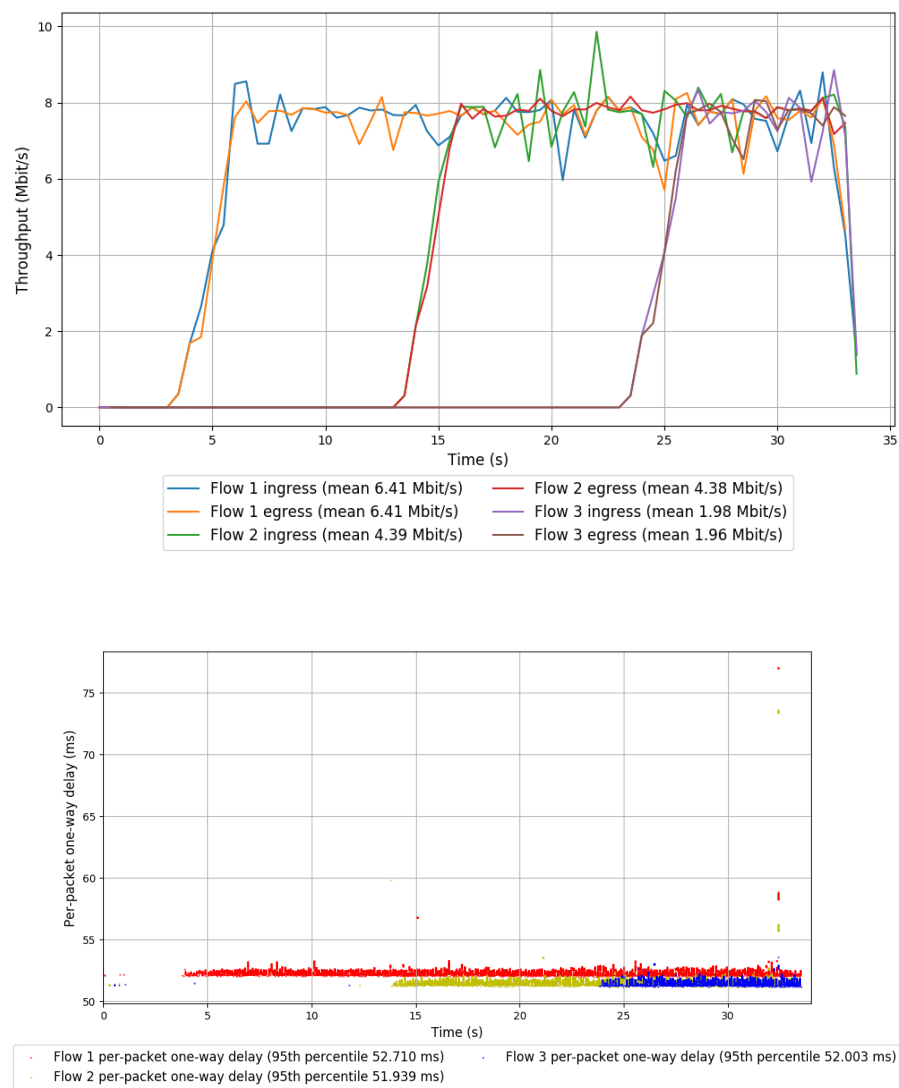 10
8
6
4
2
0
Throughput (Mbit/s)
0 5 10 15 20 25 30 35
Time (s)
Flow 1 ingress (mean 6.41 Mbit/s) Flow 2 egress (mean 4.38 Mbit/s)
Flow 1 egress (mean 6.41 Mbit/s) Flow 3 ingress (mean 1.98 Mbit/s)
Flow 2 ingress (mean 4.39 Mbit/s) Flow 3 egress (mean 1.96 Mbit/s)
75
70
65
60
55
50
Per-packet one-way delay (ms)
0 5 10 15 20 25 30
Time (s)
Flow 1 per-packet one-way delay (95th percentile 52.710 ms) Flow 3 per-packet one-way delay (95th percentile 52.003 ms)
Flow 2 per-packet one-way delay (95th percentile 51.939 ms)